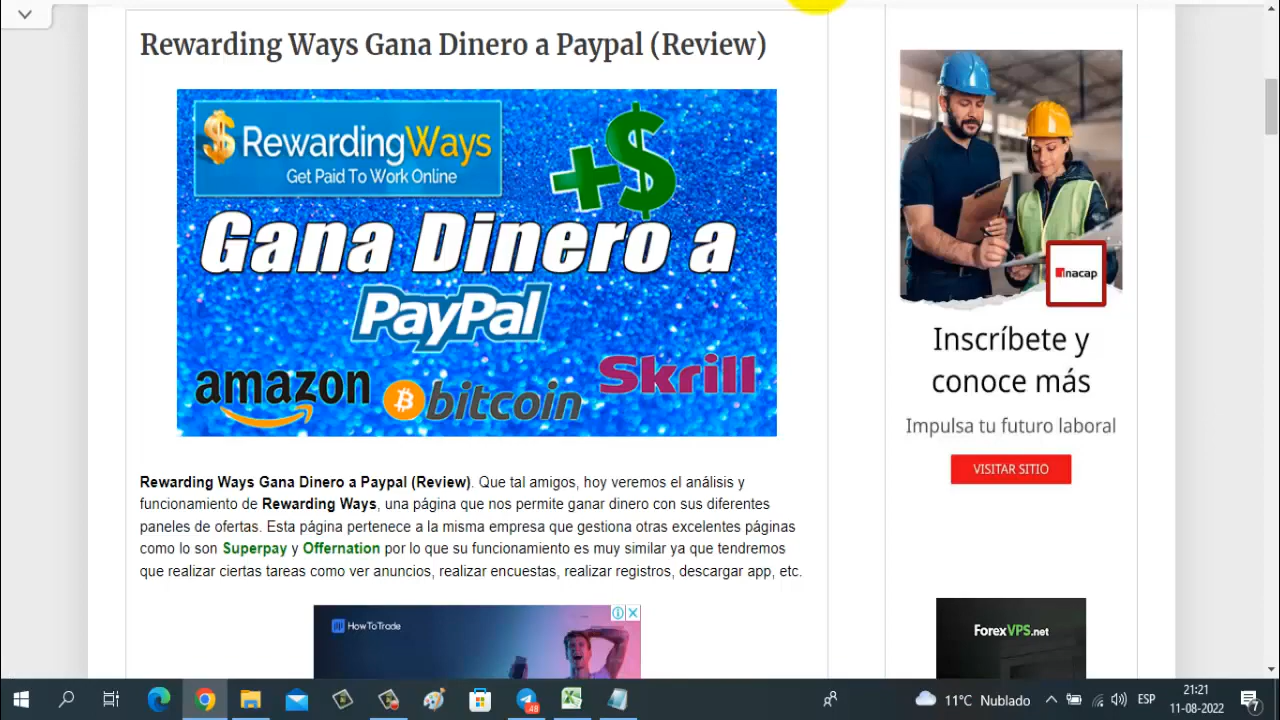 Rewarding Ways Gana Dinero a Paypal (Review)
$ RewardingWays
Get Paid To Work Online
+$
Gana Dinero a
PayPal
amazon
bitcoin
Skrill
Rewarding Ways Gana Dinero a Paypal (Review). Que tal amigos, hoy veremos el análisis y
funcionamiento de Rewarding Ways, una página que nos permite ganar dinero con sus diferentes
paneles de ofertas. Esta página pertenece a la misma empresa que gestiona otras excelentes páginas
como lo son Superpay y Offernation por lo que su funcionamiento es muy similar ya que tendremos
que realizar ciertas tareas como ver anuncios, realizar encuestas, realizar registros, descargar app, etc.
HowToTrade
inacap
Inscríbete y
conoce más
Impulsa tu futuro laboral
VISITAR SITIO
ForexVPS.net
48
11°C Nublado
ESP
21:21
11-08-2022
7